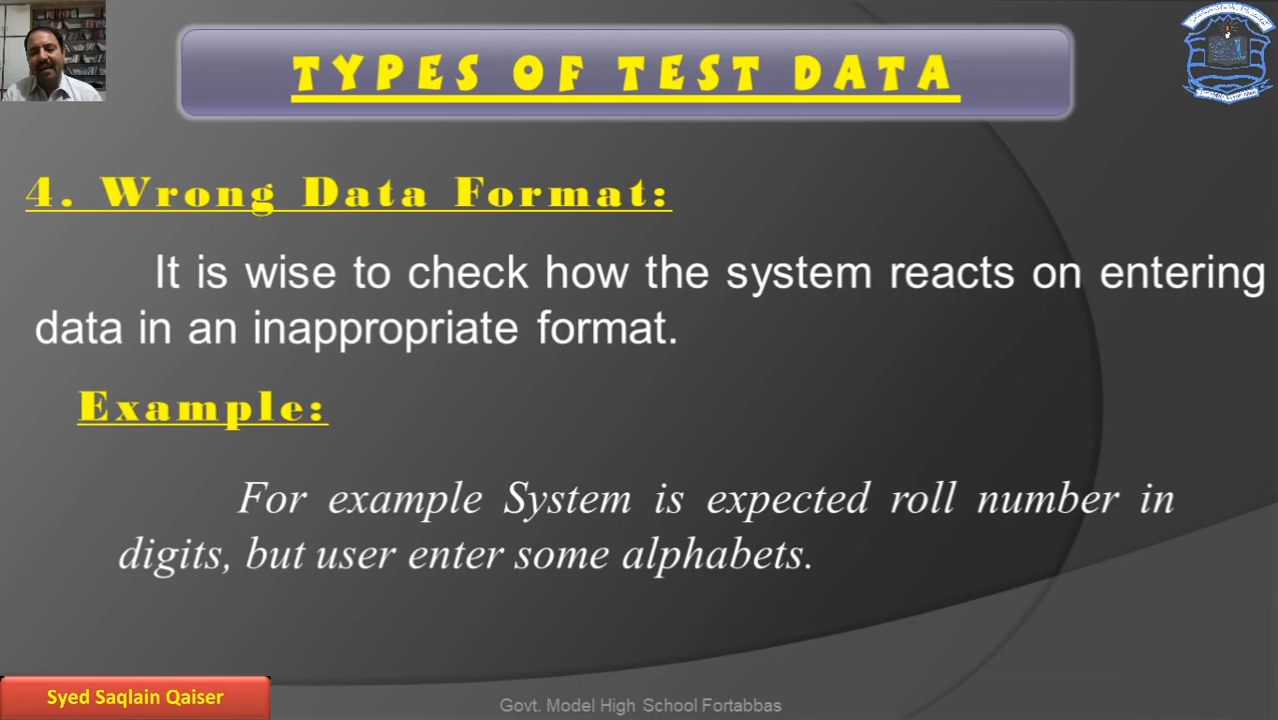 TYPES OF TEST DATA
4. Wrong Data Format:
It is wise to check how the system reacts on entering
data in an inappropriate format.
Example:
For example System is expected roll number in
digits, but user enter some alphabets.
Syed Saqlain Qaiser
Govt. Model High School Fortabbas